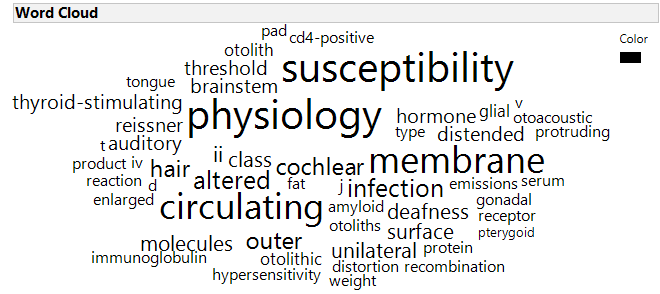 Word Cloud
Color
pad
cd4-positive
otolith
threshold
susceptibility
tongue
brainstem
thyroid-stimulating
physiology
hormone
glial
v
otoacoustic
reissner
type
distended
protruding
t
auditory
ii
class
cochlear
membrane
product
iv
hair
reaction
d
altered
fat
j
infection
emissions
serum
enlarged
circulating
amyloid
deafness
gonadal
receptor
otoliths
surface
pterygoid
molecules
outer
unilateral
protein
immunoglobulin
otolithic
distortion
recombination
hypersensitivity
weight